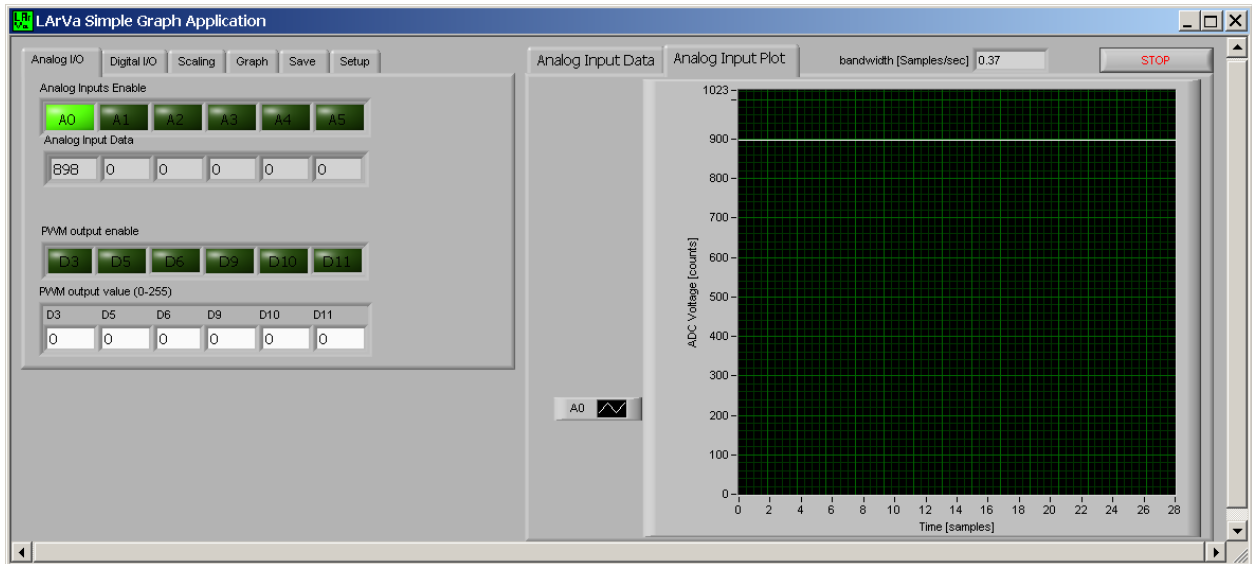 LArVa Simple Graph Application
Analog I/O Digital I/O Scaling Graph Save Setup
Analog Inputs Enable
A0 A1 A2 A3 A4 A5
Analog Input Data
898 0 0 0 0 0
PWM output enable
D3 D5 D6 D9 D10 D11
PWM output value (0-255)
D3 D5 D6 D9 D10 D11
0 0 0 0 0 0
Analog Input Data Analog Input Plot
bandwidth [Samples/sec] 0.37
STOP
A0
ADC Voltage [counts]
1023
900
800
700
600
500
400
300
200
100
0
0 2 4 6 8 10 12 14 16 18 20 22 24 26 28
Time [samples]